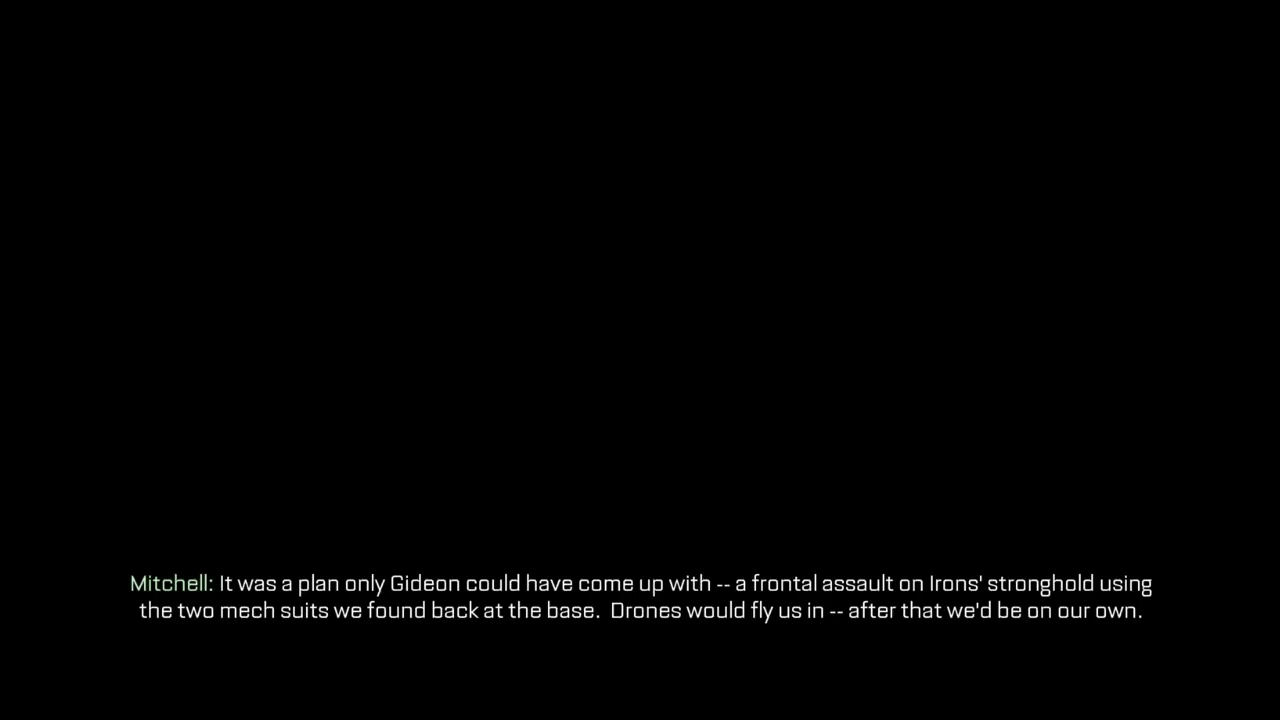 Mitchell: It was a plan only Gideon could have come up with -- a frontal assault on Irons' stronghold using
the two mech suits we found back at the base.  Drones would fly us in -- after that we'd be on our own.